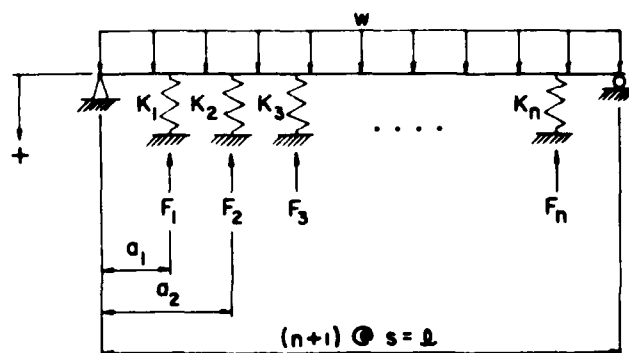 w
K₁ K₂ K₃ . . . . Kₙ
+
F₁ F₂ F₃ Fₙ
a₁
a₂
(n+1) @ s = ℓ